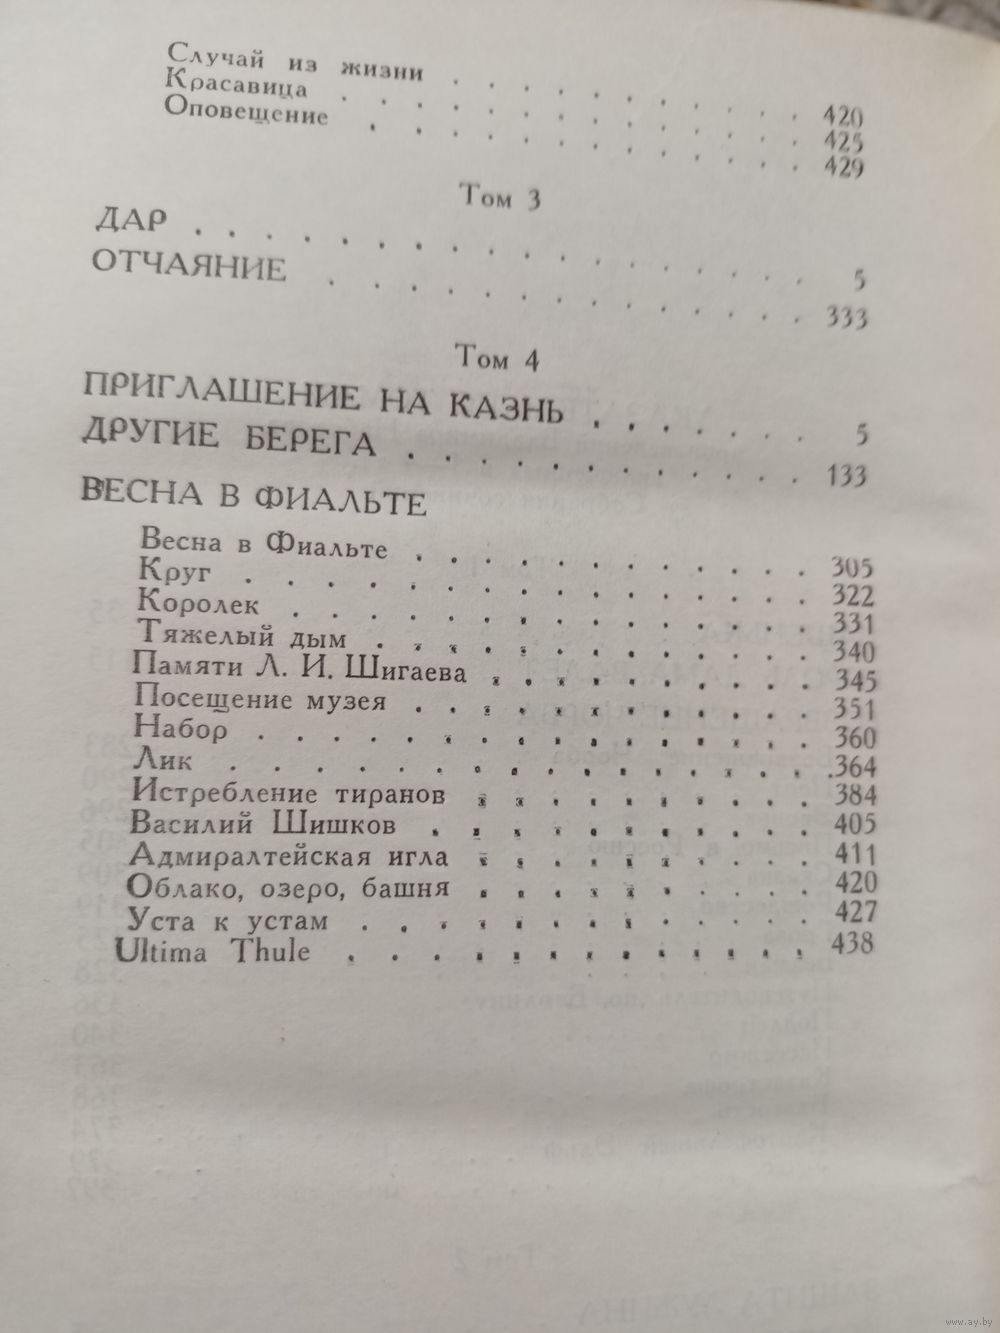 Случай из жизни . . . . . . . . . . 420
Красавица . . . . . . . . . . . . 425
Оповещение . . . . . . . . . . . . 429
Том 3
ДАР . . . . . . . . . . . . . . . . . 5
ОТЧАЯНИЕ . . . . . . . . . . . . . 333
Том 4
ПРИГЛАШЕНИЕ НА КАЗНЬ . . . . . . 5
ДРУГИЕ БЕРЕГА . . . . . . . . . . . 133
ВЕСНА В ФИАЛЬТЕ
Весна в Фиальте . . . . . . . . . . . 305
Круг . . . . . . . . . . . . . . . 322
Королек . . . . . . . . . . . . . . 331
Тяжелый дым . . . . . . . . . . . . 340
Памяти Л. И. Шигаева . . . . . . . . . 345
Посещение музея . . . . . . . . . . . 351
Набор . . . . . . . . . . . . . . . 360
Лик . . . . . . . . . . . . . . . . 364
Истребление тиранов . . . . . . . . . 384
Василий Шишков . . . . . . . . . . 405
Адмиралтейская игла . . . . . . . . . 411
Облако, озеро, башня . . . . . . . . . 420
Уста к устам . . . . . . . . . . . . 427
Ultima Thule . . . . . . . . . . . . 438
www.ay.by